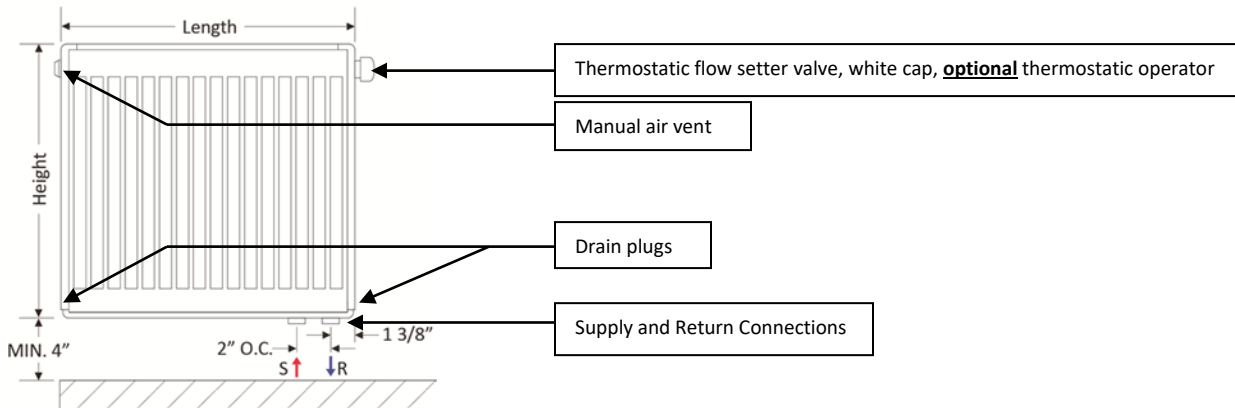 Length
Thermostatic flow setter valve, white cap, optional thermostatic operator
Manual air vent
Height
Drain plugs
Supply and Return Connections
1 3/8”
MIN. 4”
2” O.C.
S
R